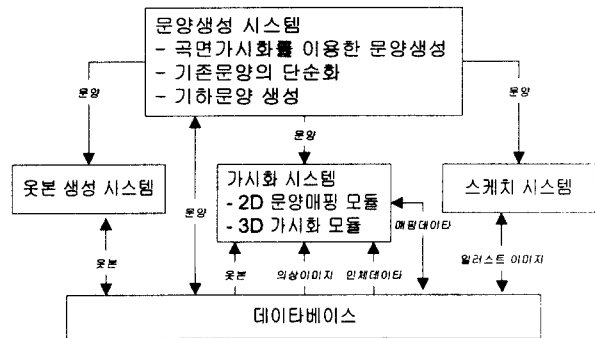 문양생성 시스템
- 곡면가시화를 이용한 문양생성
- 기존문양의 단순화
- 기하문양 생성
문양
문양
문양
문양
옷본 생성 시스템
가시화 시스템
- 2D 문양매핑 모듈
- 3D 가시화 모듈
스케치 시스템
매핑데이타
옷본
옷본
의상이미지
인체데이타
일러스트 이미지
데이타베이스